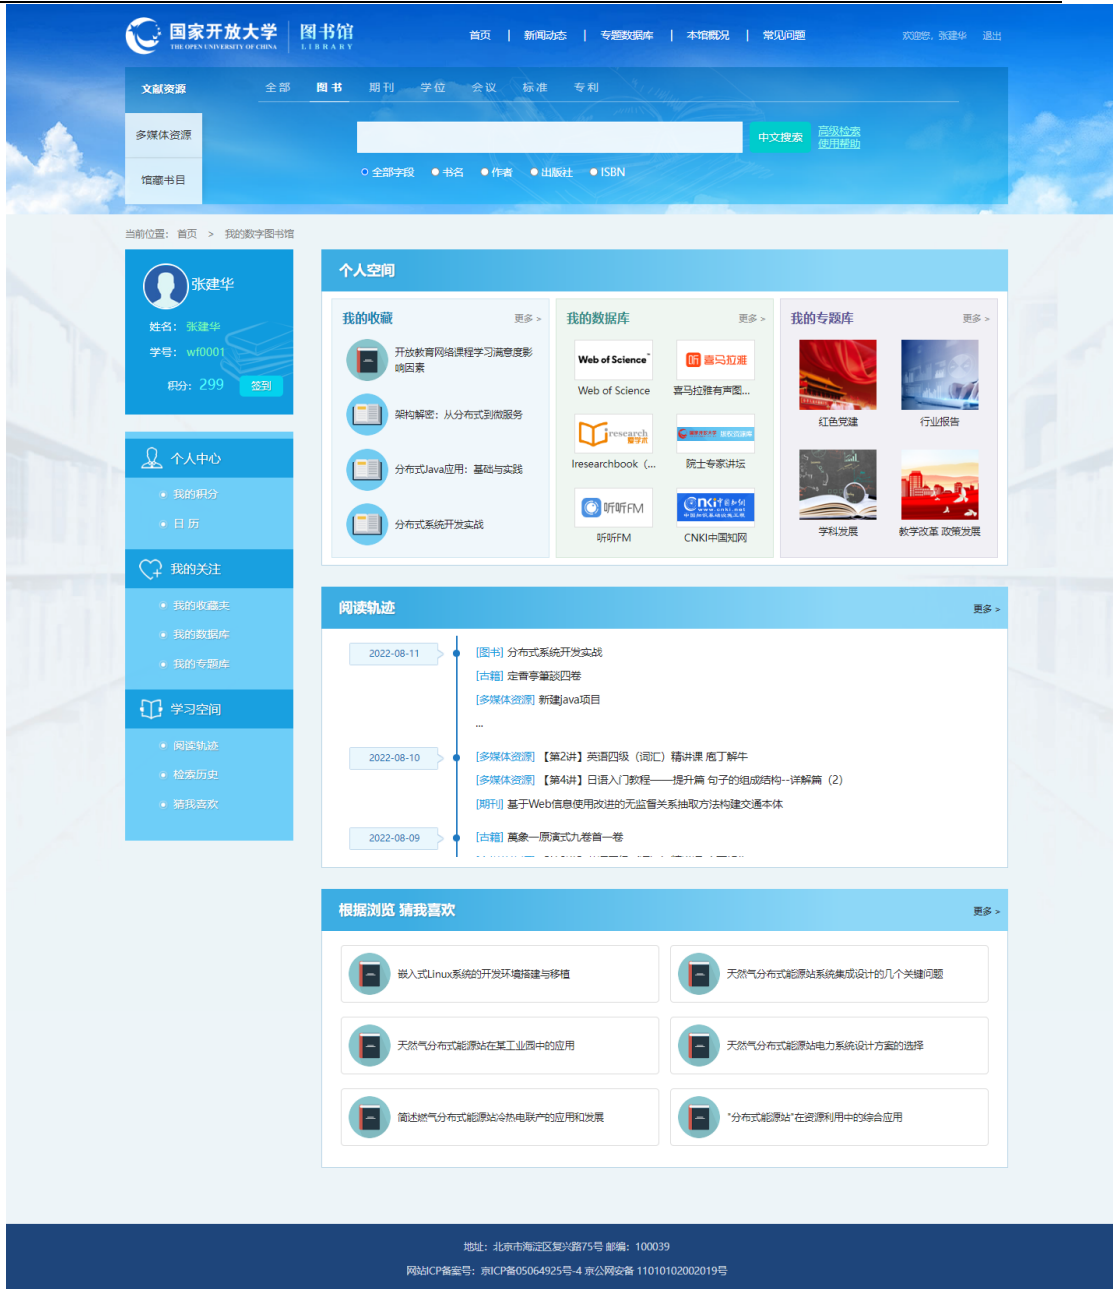 国家开放大学 图书馆
THE OPEN UNIVERSITY OF CHINA LIBRARY
首页 | 新闻动态 | 专题数据库 | 本馆概况 | 常见问题
欢迎您，张建华 退出
文献资源
全部 图书 期刊 学位 会议 标准 专利
多媒体资源
馆藏书目
中文搜索
高级检索
使用帮助
全部字段 书名 作者 出版社 ISBN
当前位置： 首页 > 我的数字图书馆
张建华
姓名： 张建华
学号： wf0001
积分： 299 签到
个人中心
我的积分
日 历
我的关注
我的收藏夹
我的数据库
我的专题库
学习空间
阅读轨迹
检索历史
猜我喜欢
个人空间
我的收藏 更多 >
开放教育网络课程学习满意度影
响因素
架构解密：从分布式到微服务
分布式Java应用：基础与实践
分布式系统开发实战
我的数据库 更多 >
Web of Science
喜马拉雅
Web of Science
喜马拉雅有声图...
iresearch
爱学术
Iresearchbook（...
院士专家讲坛
听听FM
CNKI中国知网
www.cnki.net
中国知识基础设施工程
听听FM
CNKI中国知网
我的专题库 更多 >
红色党建
行业报告
学科发展
教学改革 政策发展
阅读轨迹 更多 >
2022-08-11
[图书] 分布式系统开发实战
[古籍] 定香亭筆談四卷
[多媒体资源] 新建java项目
...
2022-08-10
[多媒体资源] 【第2讲】英语四级（词汇）精讲课 庖丁解牛
[多媒体资源] 【第4讲】日语入门教程——提升篇 句子的组成结构--详解篇（2）
[期刊] 基于Web信息使用改进的无监督关系抽取方法构建交通本体
2022-08-09
[古籍] 萬象一原演式九卷首一卷
根据浏览 猜我喜欢 更多 >
嵌入式Linux系统的开发环境搭建与移植
天然气分布式能源站系统集成设计的几个关键问题
天然气分布式能源站在某工业园中的应用
天然气分布式能源站电力系统设计方案的选择
简述燃气分布式能源站冷热电联产的应用和发展
"分布式能源站"在资源利用中的综合应用
地址：北京市海淀区复兴路75号 邮编：100039
网站ICP备案号：京ICP备05064925号-4 京公网安备 11010102002019号